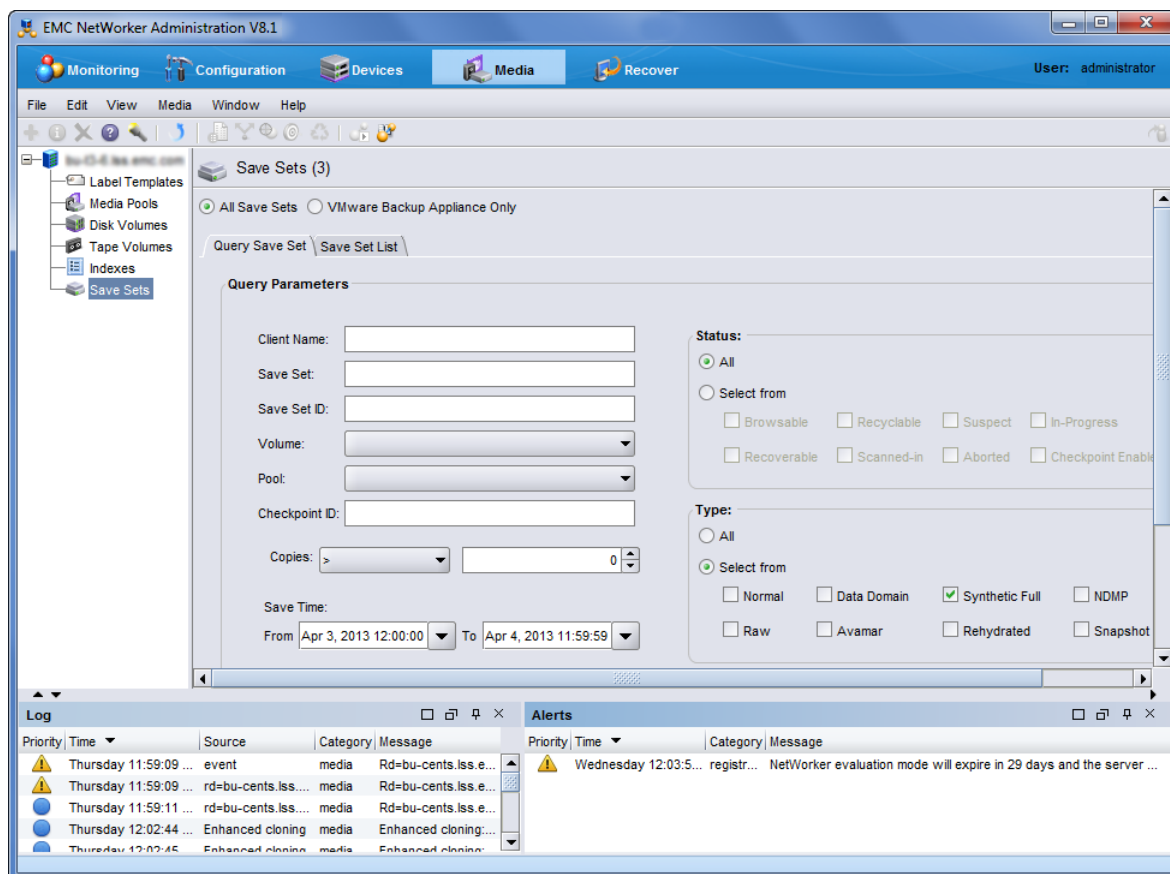 EMC NetWorker Administration V8.1
Monitoring Configuration Devices Media Recover User: administrator
File Edit View Media Window Help
Label Templates
Media Pools
Disk Volumes
Tape Volumes
Indexes
Save Sets
Save Sets (3)
All Save Sets VMware Backup Appliance Only
Query Save Set Save Set List
Query Parameters
Client Name:
Save Set:
Save Set ID:
Volume:
Pool:
Checkpoint ID:
Copies: > 0
Save Time:
From Apr 3, 2013 12:00:00 To Apr 4, 2013 11:59:59
Status:
All
Select from
Browsable Recyclable Suspect In-Progress
Recoverable Scanned-in Aborted Checkpoint Enable
Type:
All
Select from
Normal Data Domain Synthetic Full NDMP
Raw Avamar Rehydrated Snapshot
Log
Priority Time Source Category Message
Thursday 11:59:09 ... event media Rd=bu-cents.lss.e...
Thursday 11:59:09 ... rd=bu-cents.lss.... media Rd=bu-cents.lss.e...
Thursday 11:59:11 ... rd=bu-cents.lss.... media Rd=bu-cents.lss.e...
Thursday 12:02:44 ... Enhanced cloning media Enhanced cloning:...
Thursday 12:02:45 Enhanced cloning media Enhanced cloning:
Alerts
Priority Time Category Message
Wednesday 12:03:5... registr... NetWorker evaluation mode will expire in 29 days and the server ...